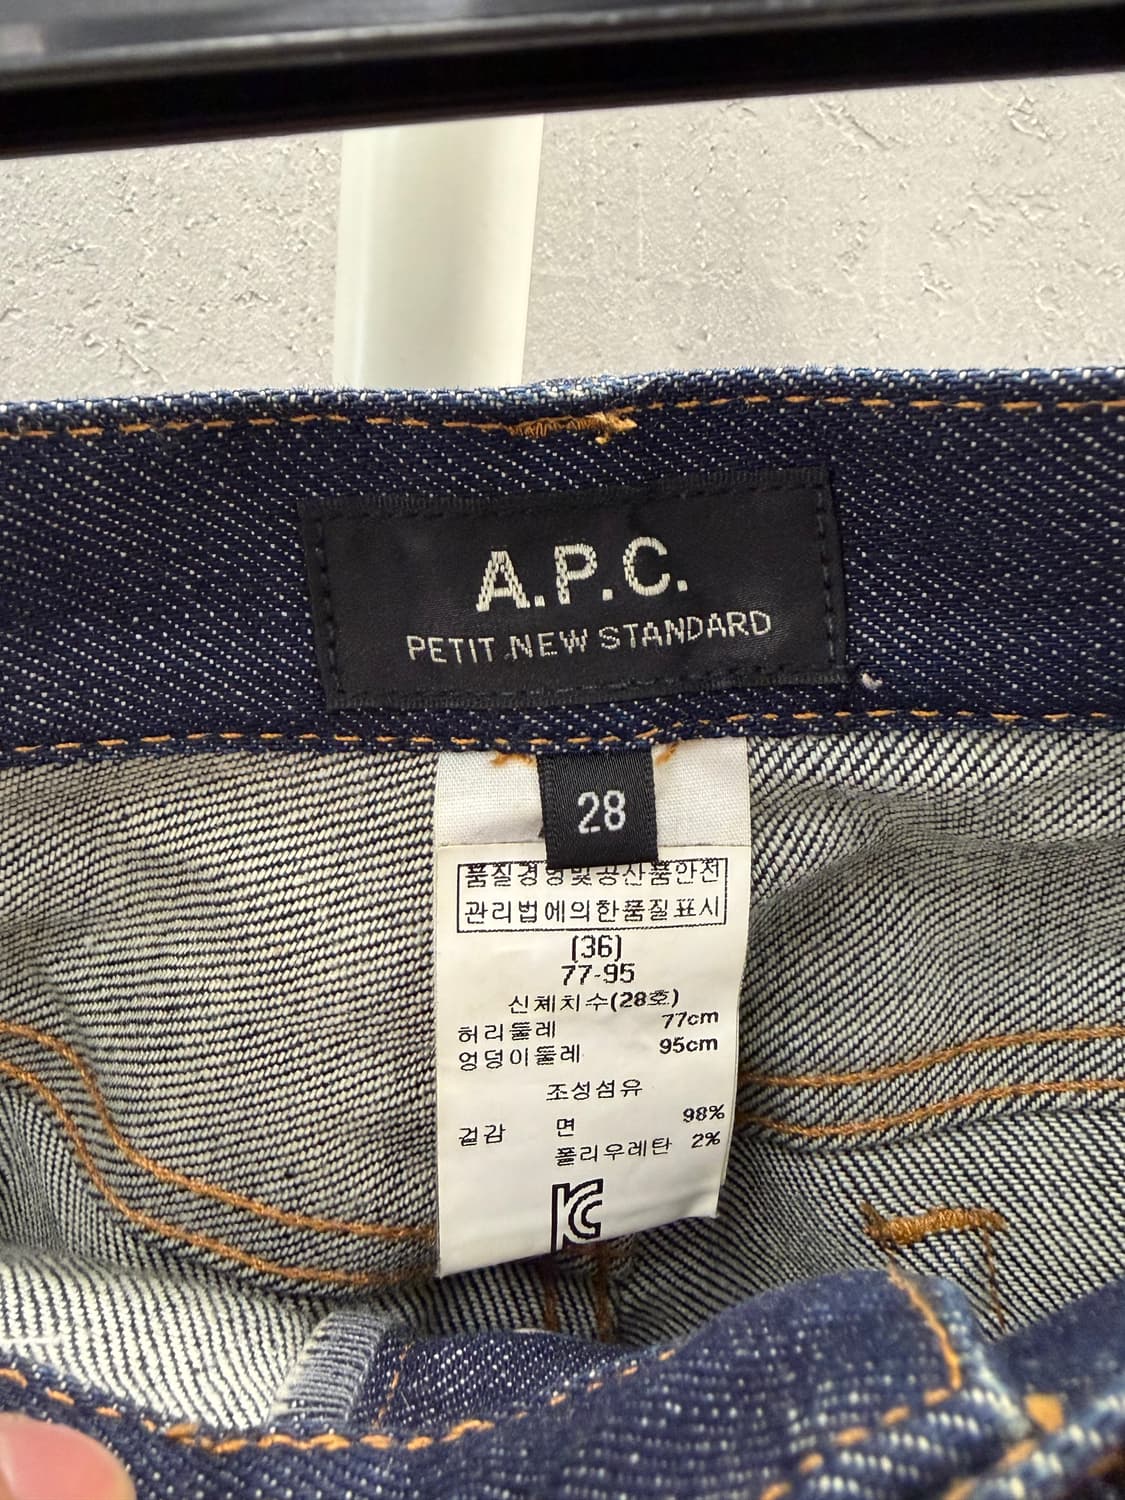 A.P.C.
PETIT NEW STANDARD
28
품질경영및공산품안전
관리법에의한품질표시
(36)
77-95
신체치수(28호)
허리둘레 77cm
엉덩이둘레 95cm
조성섬유
겉감 면 98%
폴리우레탄 2%
KC